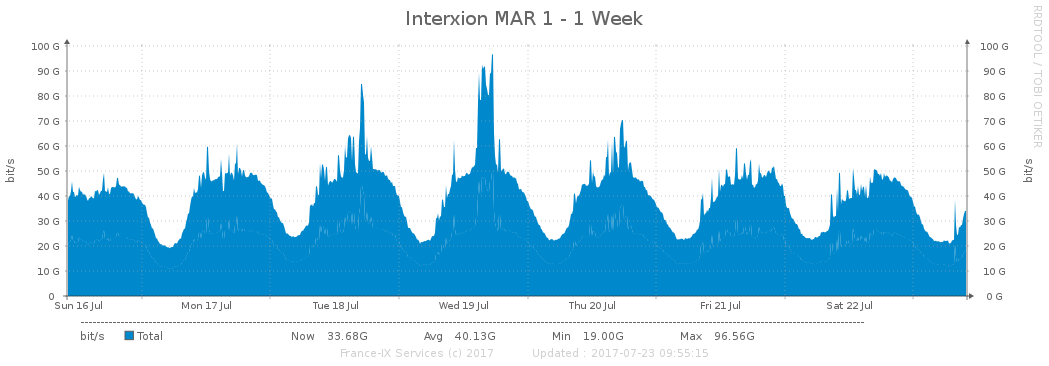 Interxion MAR 1 - 1 Week
RRDTOOL / TOBI OETIKER
bit/s
bit/s
100 G 100 G
90 G 90 G
80 G 80 G
70 G 70 G
60 G 60 G
50 G 50 G
40 G 40 G
30 G 30 G
20 G 20 G
10 G 10 G
0 0 G
Sun 16 Jul Mon 17 Jul Tue 18 Jul Wed 19 Jul Thu 20 Jul Fri 21 Jul Sat 22 Jul
bit/s Total Now 33.68G Avg 40.13G Min 19.00G Max 96.56G
France-IX Services (c) 2017 Updated : 2017-07-23 09:55:15